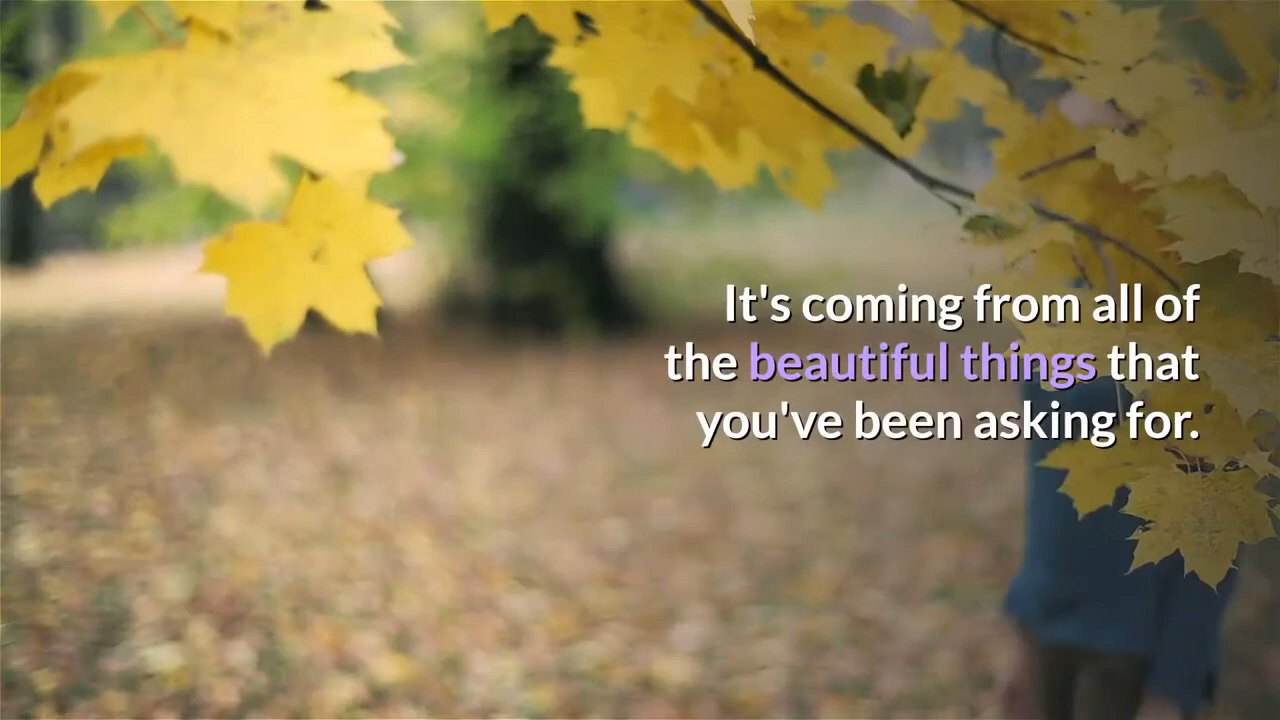 It's coming from all of
the beautiful things that
you've been asking for.